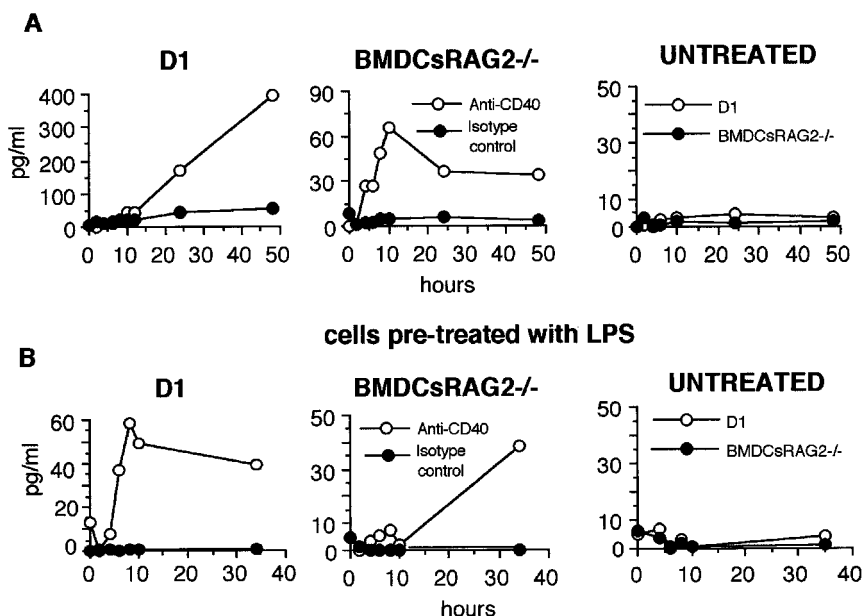 A
D1
BMDCsRAG2-/-
UNTREATED
pg/ml
400
300
200
100
0
0 10 20 30 40 50
90
60
30
0
Anti-CD40
Isotype
control
0 10 20 30 40 50
hours
50
30
10
0
D1
BMDCsRAG2-/-
0 10 20 30 40 50
cells pre-treated with LPS
B
D1
BMDCsRAG2-/-
UNTREATED
pg/ml
60
40
20
0
0 10 20 30 40
50
30
10
0
Anti-CD40
Isotype
control
0 10 20 30 40
hours
50
30
10
0
D1
BMDCsRAG2-/-
0 10 20 30 40